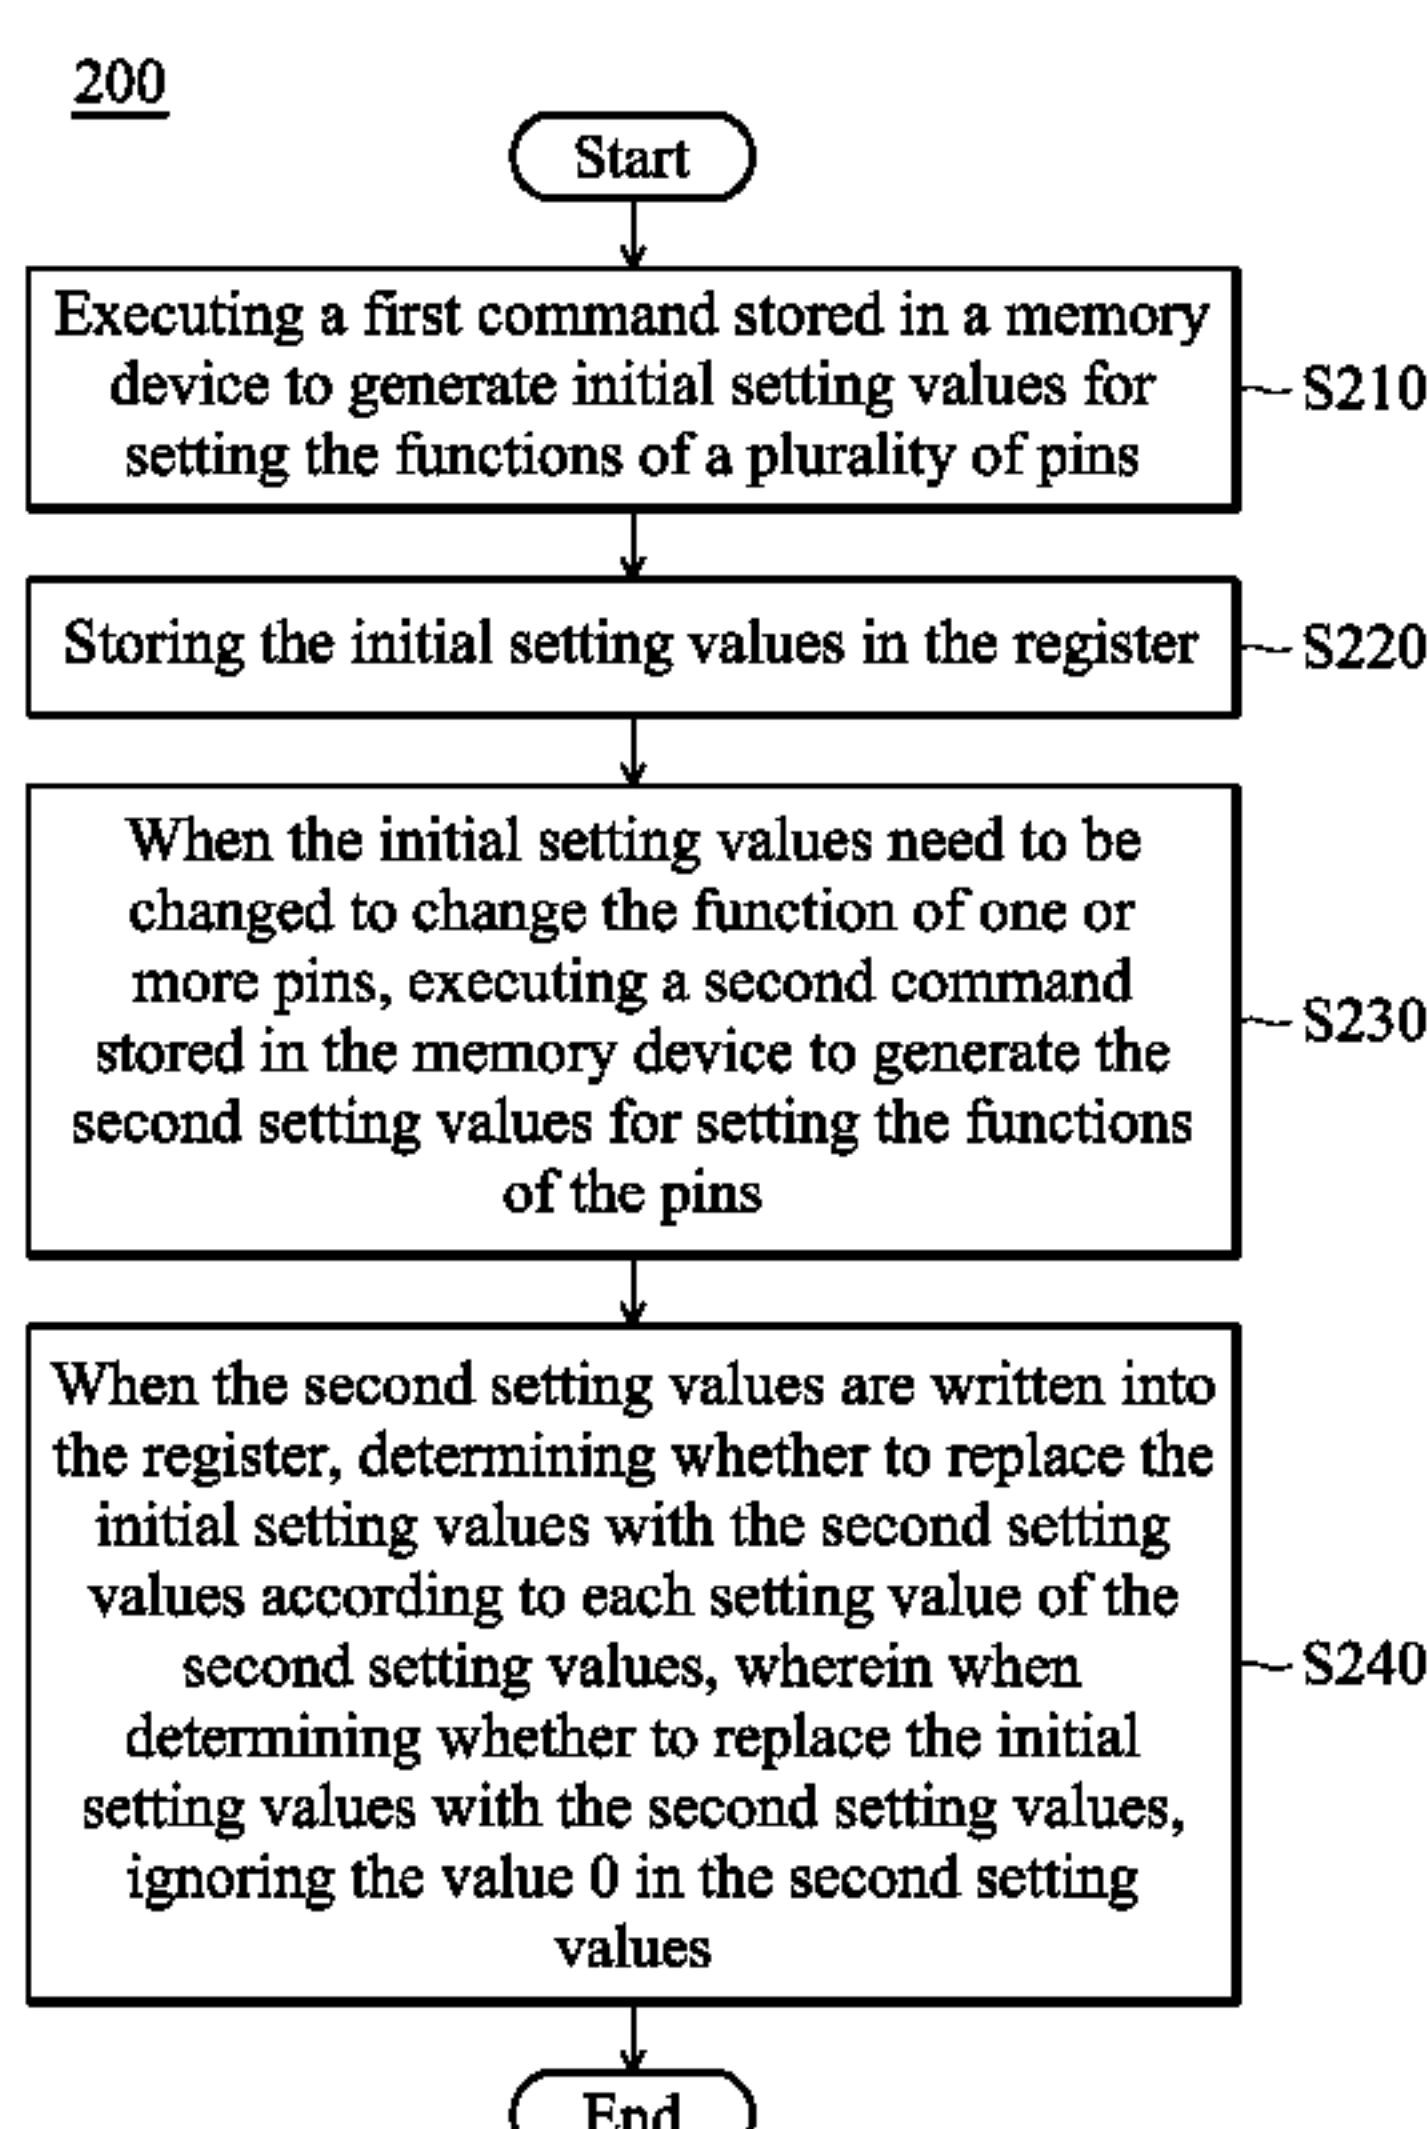 200
Start
Executing a first command stored in a memory
device to generate initial setting values for
setting the functions of a plurality of pins
S210
Storing the initial setting values in the register
S220
When the initial setting values need to be
changed to change the function of one or
more pins, executing a second command
stored in the memory device to generate the
second setting values for setting the functions
of the pins
S230
When the second setting values are written into
the register, determining whether to replace the
initial setting values with the second setting
values according to each setting value of the
second setting values, wherein when
determining whether to replace the initial
setting values with the second setting values,
ignoring the value 0 in the second setting
values
S240
End